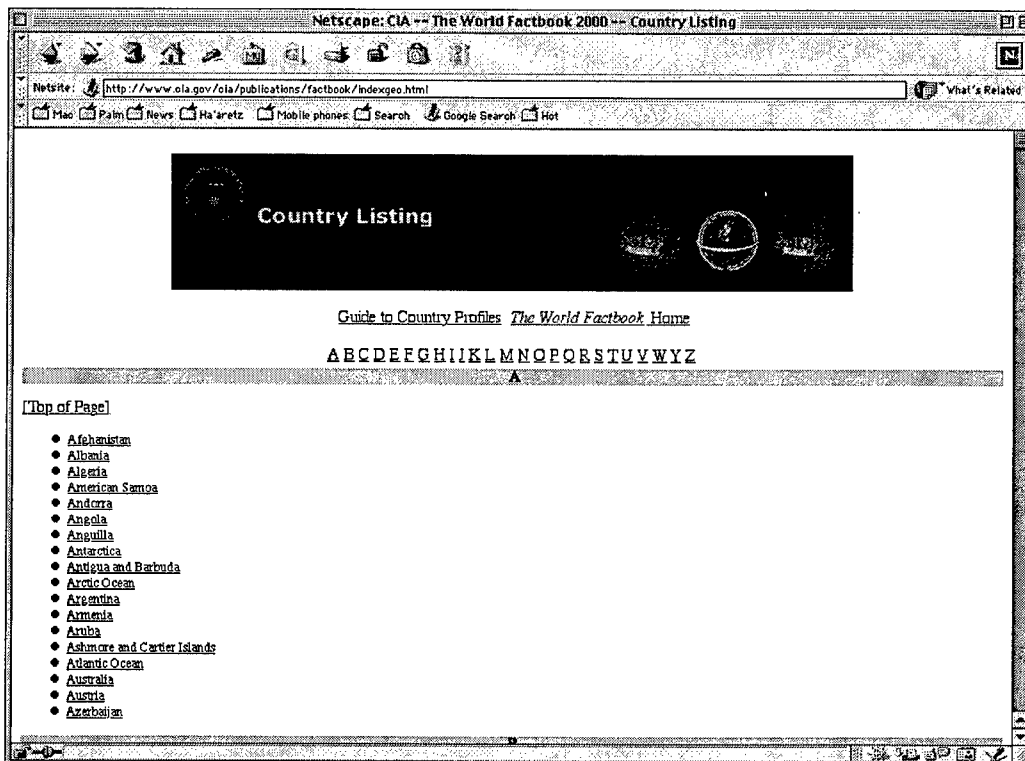 Netscape: CIA -- The World Factbook 2000 -- Country Listing
N
Netsite: http://www.cia.gov/cia/publications/factbook/indexgeo.html What's Related
Mac Palm News Ha'aretz Mobile phones Search Google Search Hot
Country Listing
Guide to Country Profiles The World Factbook Home
A B C D E F G H I J K L M N O P Q R S T U V W Y Z
A
[Top of Page]
Afghanistan
Albania
Algeria
American Samoa
Andorra
Angola
Anguilla
Antarctica
Antigua and Barbuda
Arctic Ocean
Argentina
Armenia
Aruba
Ashmore and Cartier Islands
Atlantic Ocean
Australia
Austria
Azerbaijan